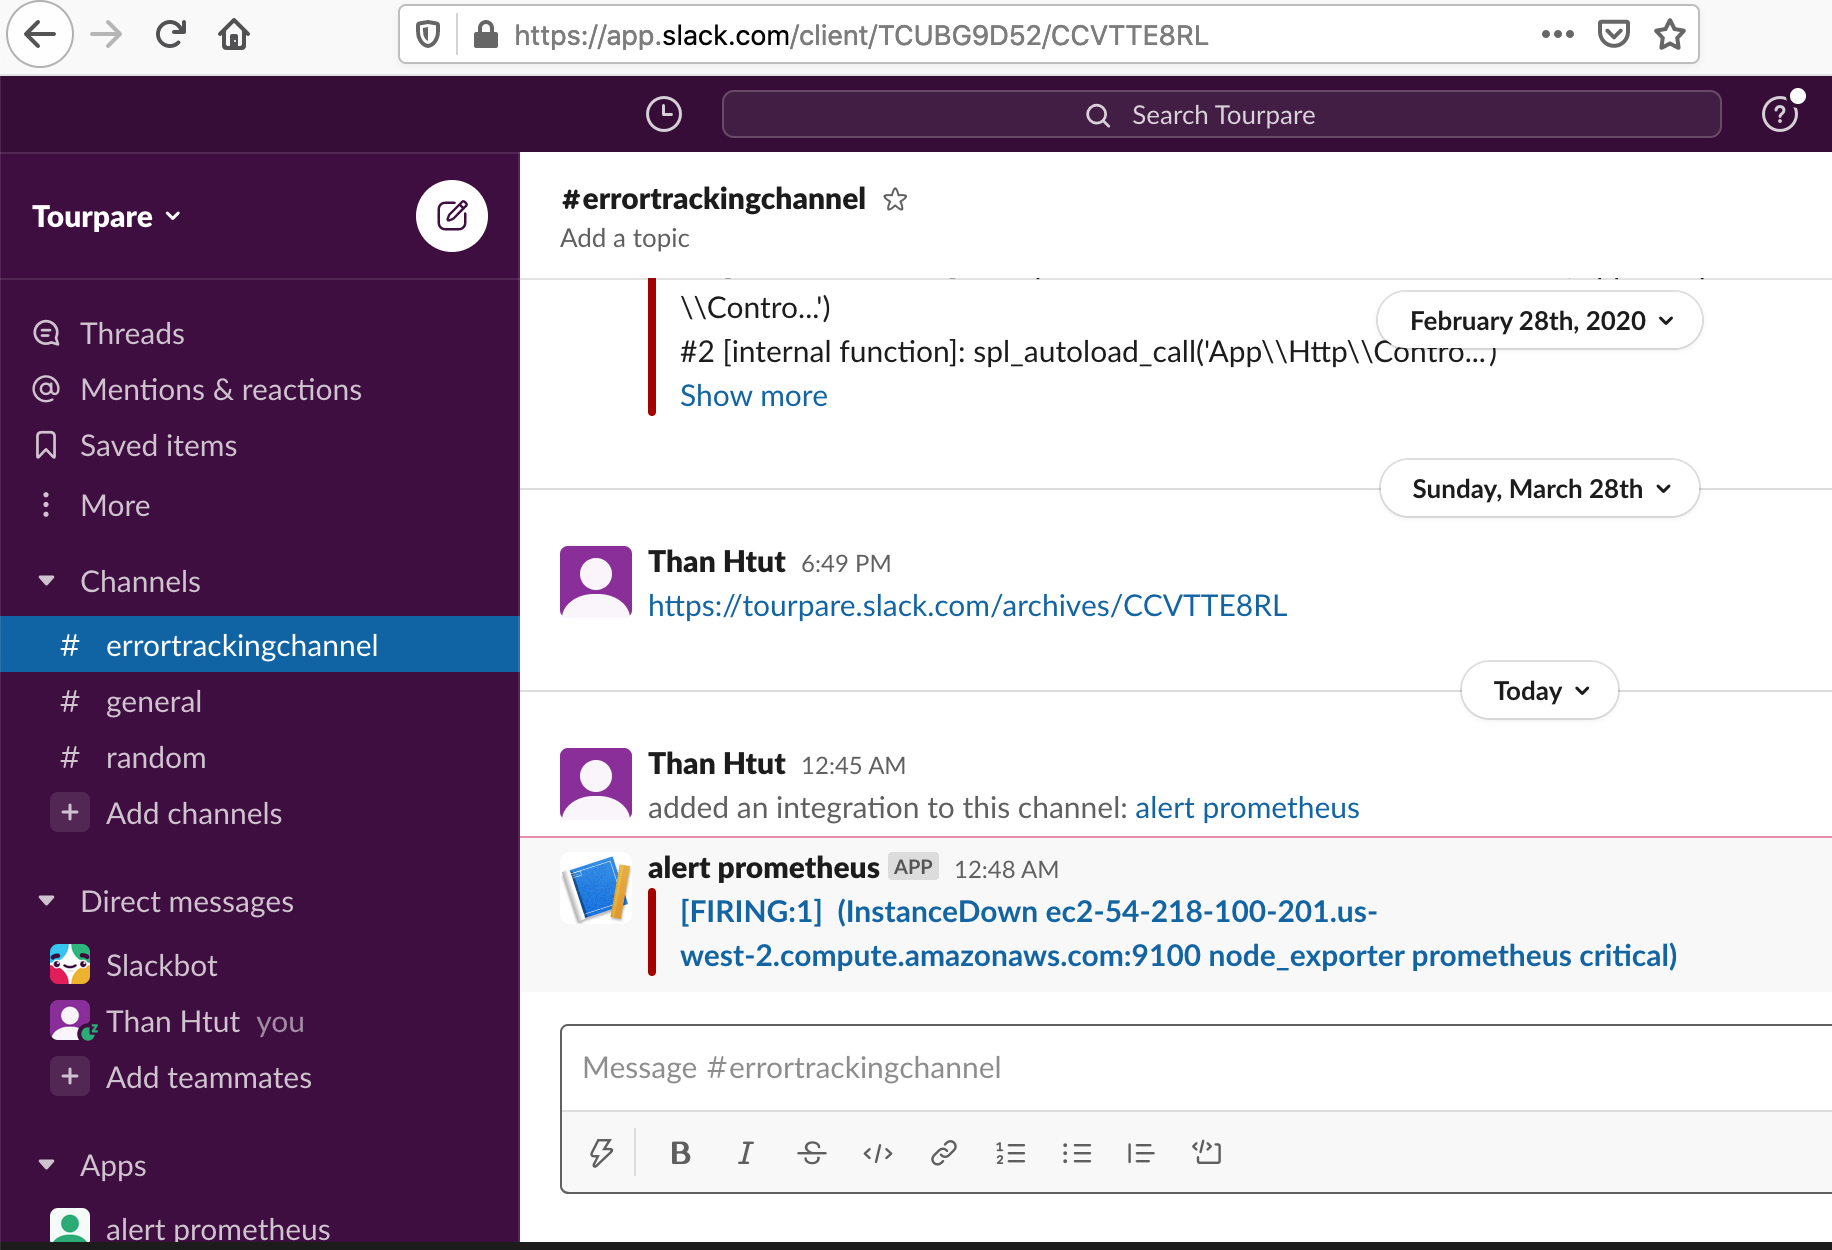 https://app.slack.com/client/TCUBG9D52/CCVTTE8RL
Search Tourpare
Tourpare
Threads
Mentions & reactions
Saved items
More
Channels
# errortrackingchannel
# general
# random
+ Add channels
Direct messages
Slackbot
Than Htut you
+ Add teammates
Apps
alert prometheus
#errortrackingchannel
Add a topic
\\Contro...')
February 28th, 2020
#2 [internal function]: spl_autoload_call('App\\Http\\Contro...')
Show more
Sunday, March 28th
Than Htut 6:49 PM
https://tourpare.slack.com/archives/CCVTTE8RL
Today
Than Htut 12:45 AM
added an integration to this channel: alert prometheus
alert prometheus APP 12:48 AM
[FIRING:1] (InstanceDown ec2-54-218-100-201.us-
west-2.compute.amazonaws.com:9100 node_exporter prometheus critical)
Message #errortrackingchannel